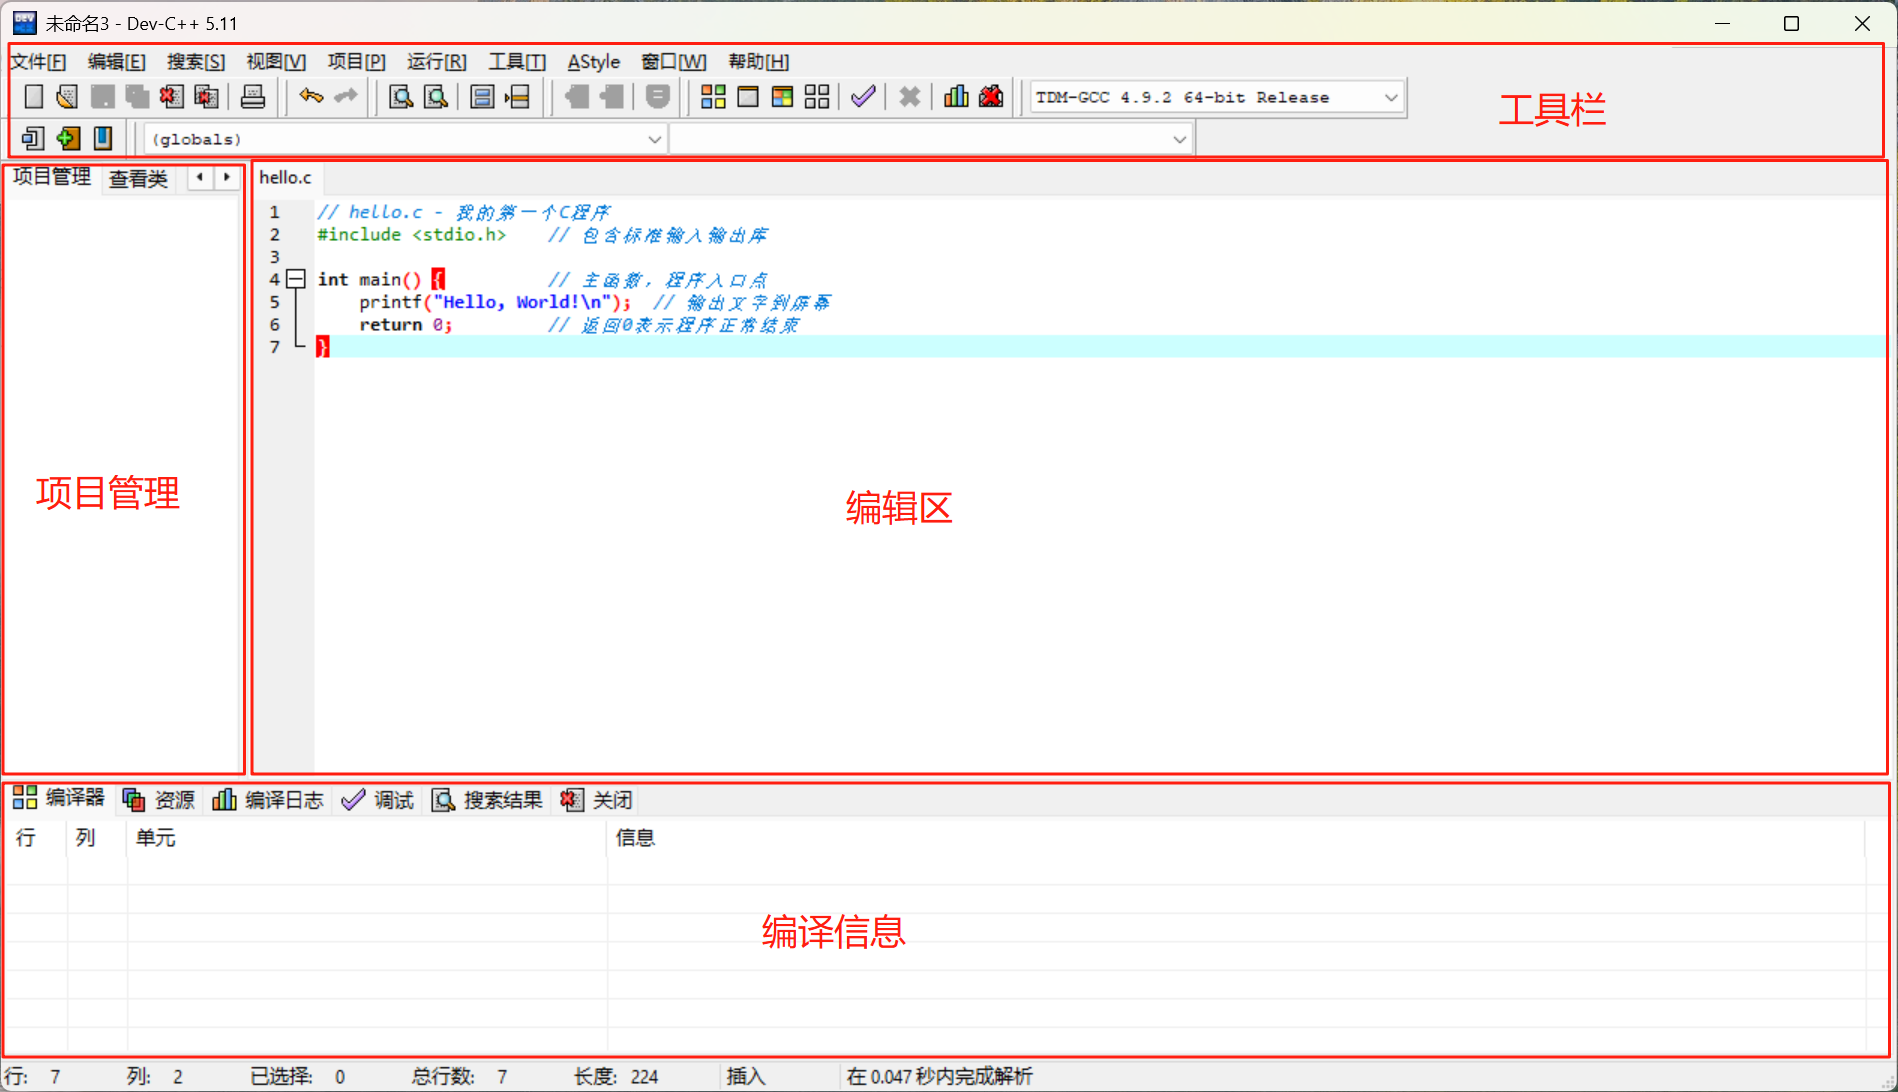 未命名3 - Dev-C++ 5.11
文件[F] 编辑[E] 搜索[S] 视图[V] 项目[P] 运行[R] 工具[T] AStyle 窗口[W] 帮助[H]
TDM-GCC 4.9.2 64-bit Release
工具栏
(globals)
项目管理 查看类
hello.c
1 // hello.c - 我的第一个C程序
2 #include <stdio.h> // 包含标准输入输出库
3
4 int main() { // 主函数，程序入口点
5 printf("Hello, World!\n"); // 输出文字到屏幕
6 return 0; // 返回0表示程序正常结束
7 }
项目管理
编辑区
编译器 资源 编译日志 调试 搜索结果 关闭
行 列 单元 信息
编译信息
行: 7 列: 2 已选择: 0 总行数: 7 长度: 224 插入 在 0.047 秒内完成解析